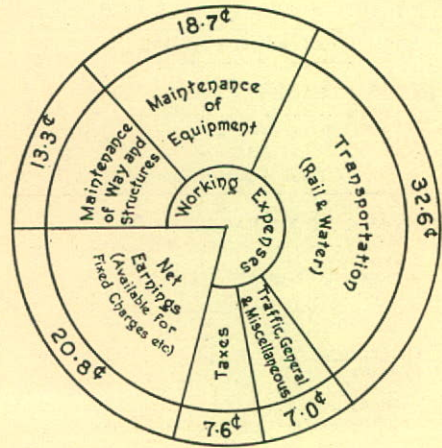 18.7¢
Maintenance
of
Equipment
Transportation
(Rail & Water)
32.6¢
Traffic, General
& Miscellaneous
7.0¢
Taxes
7.6¢
Net
Earnings
(Available for
Fixed Charges etc)
20.8¢
Maintenance
of Way and
Structures
13.3¢
Working Expenses